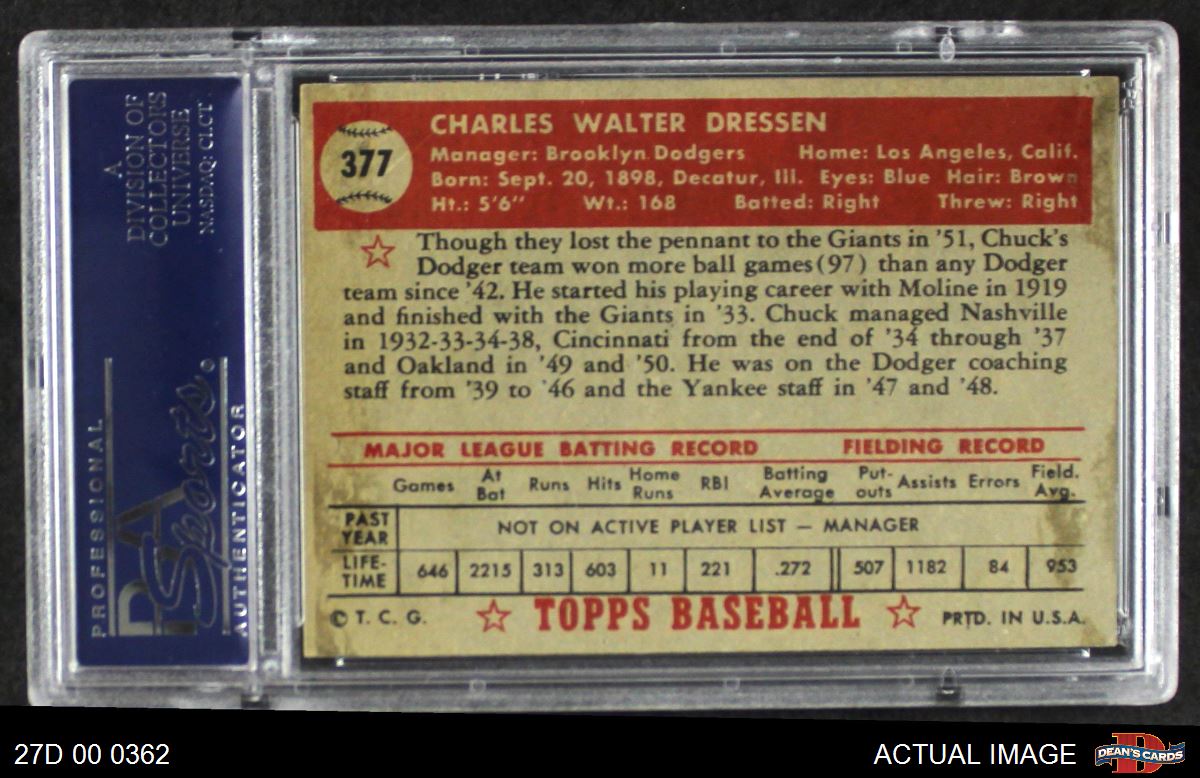 A
DIVISION OF
COLLECTORS
UNIVERSE
NASDAQ: CLCT
PROFESSIONAL
PSA
Sports
AUTHENTICATOR
377
CHARLES WALTER DRESSEN
Manager: Brooklyn Dodgers Home: Los Angeles, Calif.
Born: Sept. 20, 1898, Decatur, Ill. Eyes: Blue Hair: Brown
Ht.: 5'6" Wt.: 168 Batted: Right Threw: Right
Though they lost the pennant to the Giants in '51, Chuck's
Dodger team won more ball games (97) than any Dodger
team since '42. He started his playing career with Moline in 1919
and finished with the Giants in '33. Chuck managed Nashville
in 1932-33-34-38, Cincinnati from the end of '34 through '37
and Oakland in '49 and '50. He was on the Dodger coaching
staff from '39 to '46 and the Yankee staff in '47 and '48.
MAJOR LEAGUE BATTING RECORD FIELDING RECORD
Games At Bat Runs Hits Home Runs RBI Batting Average Put-outs Assists Errors Field. Avg.
PAST YEAR NOT ON ACTIVE PLAYER LIST — MANAGER
LIFE-TIME 646 2215 313 603 11 221 .272 507 1182 84 953
© T. C. G. TOPPS BASEBALL PRTD. IN U.S.A.
27D 00 0362 ACTUAL IMAGE DEAN'S CARDS